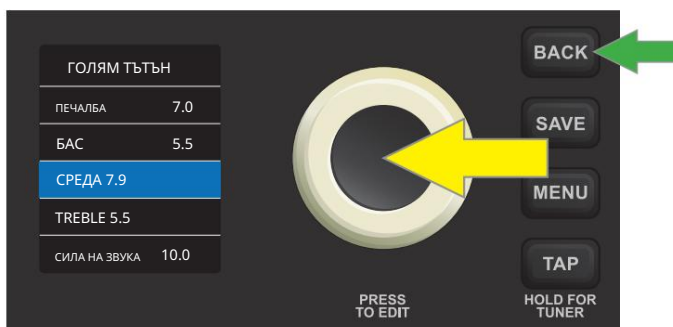 ГОЛЯМ ТЪТЪН
ПЕЧАЛБА 7.0
БАС 5.5
СРЕДА 7.9
TREBLE 5.5
СИЛА НА ЗВУКА 10.0
PRESS
TO EDIT
BACK
SAVE
MENU
TAP
HOLD FOR
TUNER